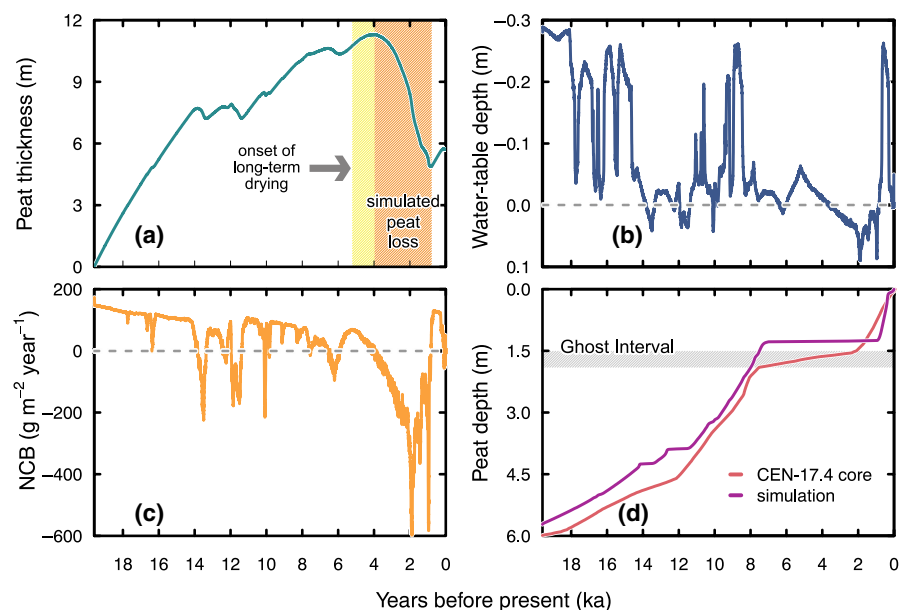 12
9
6
3
0
Peat thickness (m)
onset of
long-term
drying
simulated
peat
loss
(a)
−0.3
−0.2
−0.1
0.0
0.1
Water-table depth (m)
(b)
200
0
−200
−400
−600
NCB (g m−2 year−1)
(c)
18 16 14 12 10 8 6 4 2 0
0.0
1.5
3.0
4.5
6.0
Peat depth (m)
Ghost Interval
CEN-17.4 core
simulation
(d)
18 16 14 12 10 8 6 4 2 0
Years before present (ka)